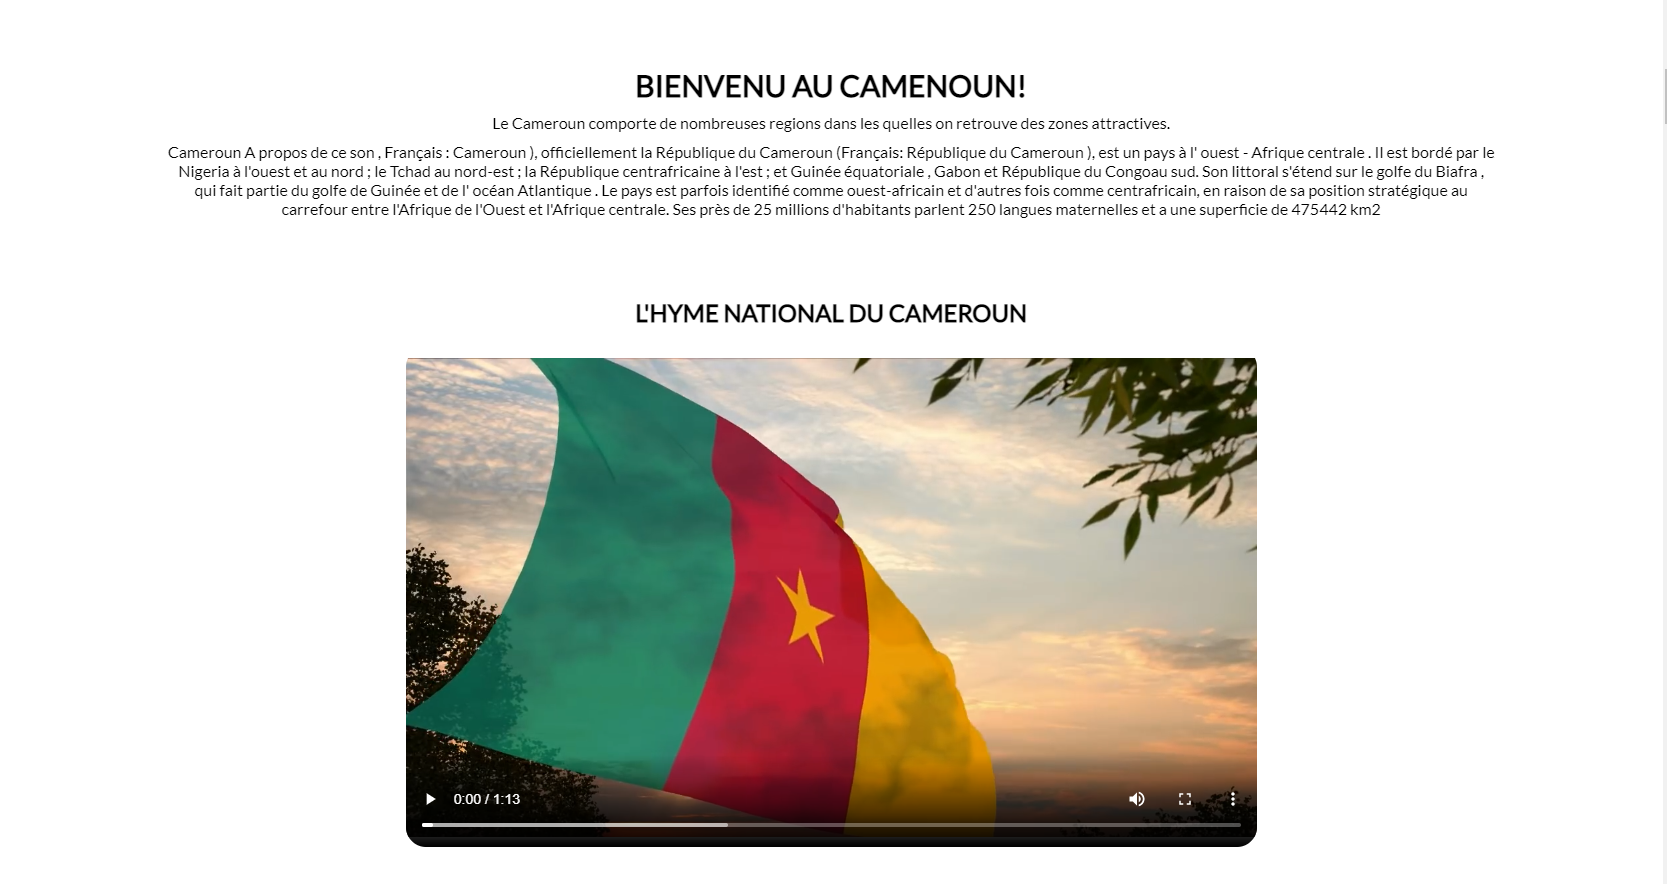 BIENVENU AU CAMENOUN!
Le Cameroun comporte de nombreuses regions dans les quelles on retrouve des zones attractives.
Cameroun A propos de ce son , Français : Cameroun ), officiellement la République du Cameroun (Français: République du Cameroun ), est un pays à l' ouest - Afrique centrale . Il est bordé par le
Nigeria à l'ouest et au nord ; le Tchad au nord-est ; la République centrafricaine à l'est ; et Guinée équatoriale , Gabon et République du Congoau sud. Son littoral s'étend sur le golfe du Biafra ,
qui fait partie du golfe de Guinée et de l' océan Atlantique . Le pays est parfois identifié comme ouest-africain et d'autres fois comme centrafricain, en raison de sa position stratégique au
carrefour entre l'Afrique de l'Ouest et l'Afrique centrale. Ses près de 25 millions d'habitants parlent 250 langues maternelles et a une superficie de 475442 km2
L'HYME NATIONAL DU CAMEROUN
0:00 / 1:13